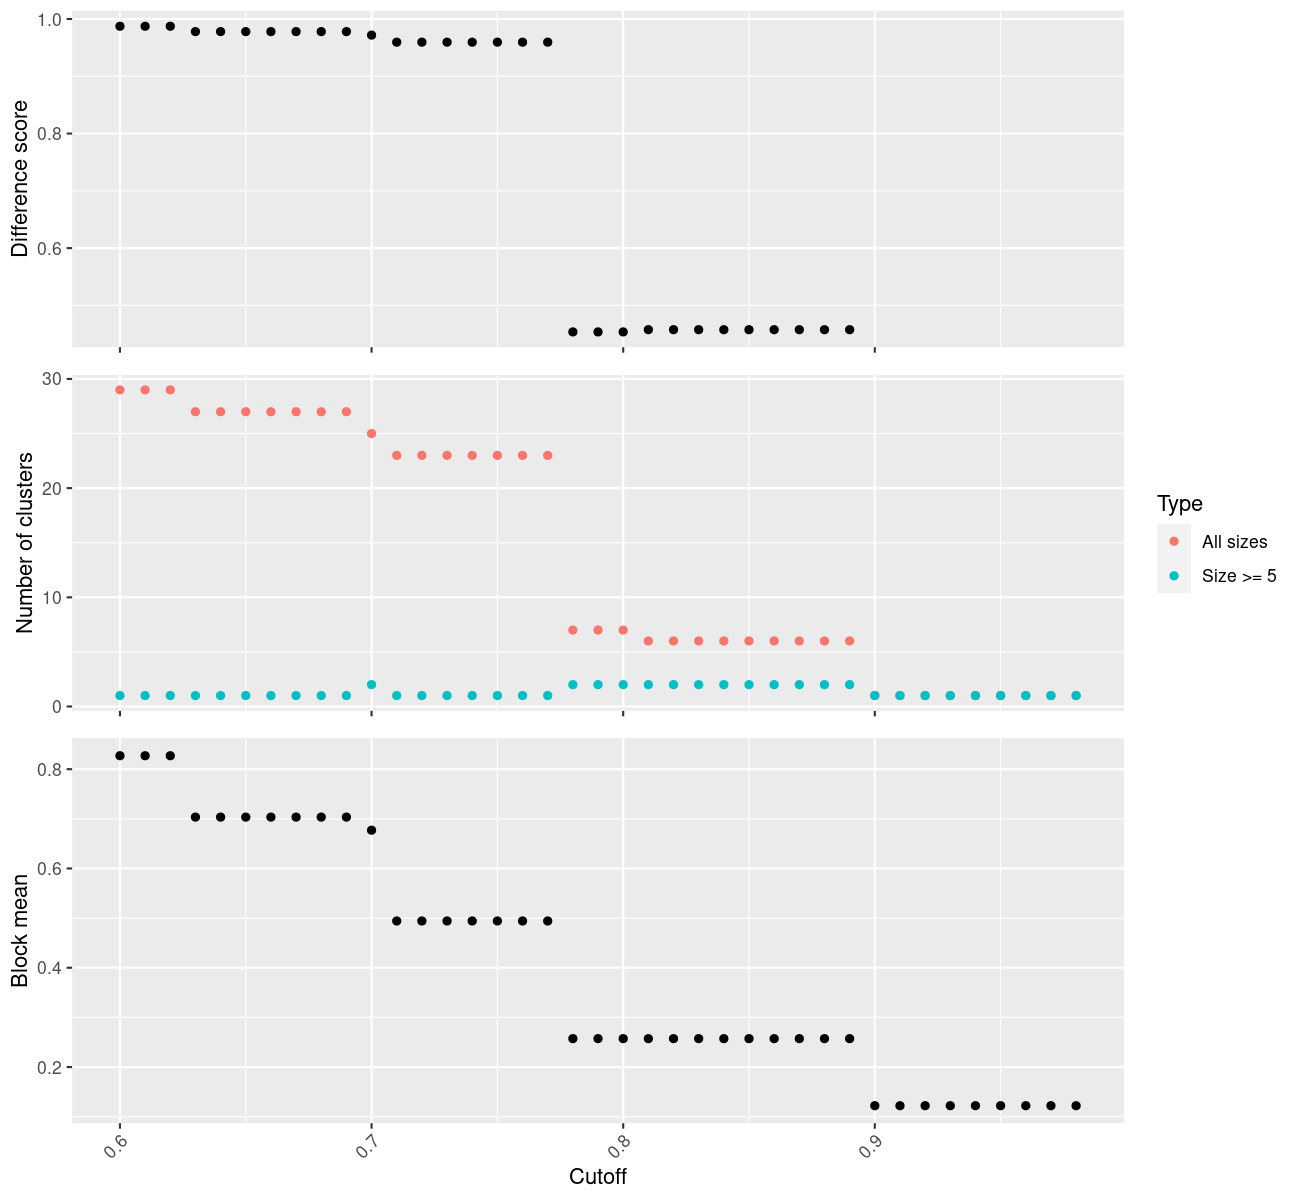 1.0
0.8
0.6
Difference score
30
20
10
0
Number of clusters
Type
All sizes
Size >= 5
0.8
0.6
0.4
0.2
Block mean
0.6
0.7
0.8
0.9
Cutoff